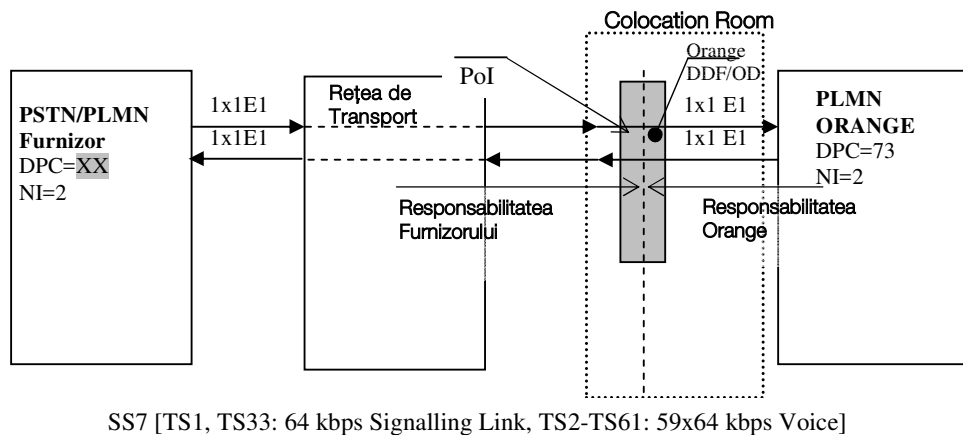 Colocation Room
Orange
DDF/OD
PoI
PSTN/PLMN
Furnizor
DPC=XX
NI=2
1x1E1
1x1E1
Rețea de
Transport
1x1 E1
1x1 E1
PLMN
ORANGE
DPC=73
NI=2
Responsabilitatea
Furnizorului
Responsabilitatea
Orange
SS7 [TS1, TS33: 64 kbps Signalling Link, TS2-TS61: 59x64 kbps Voice]